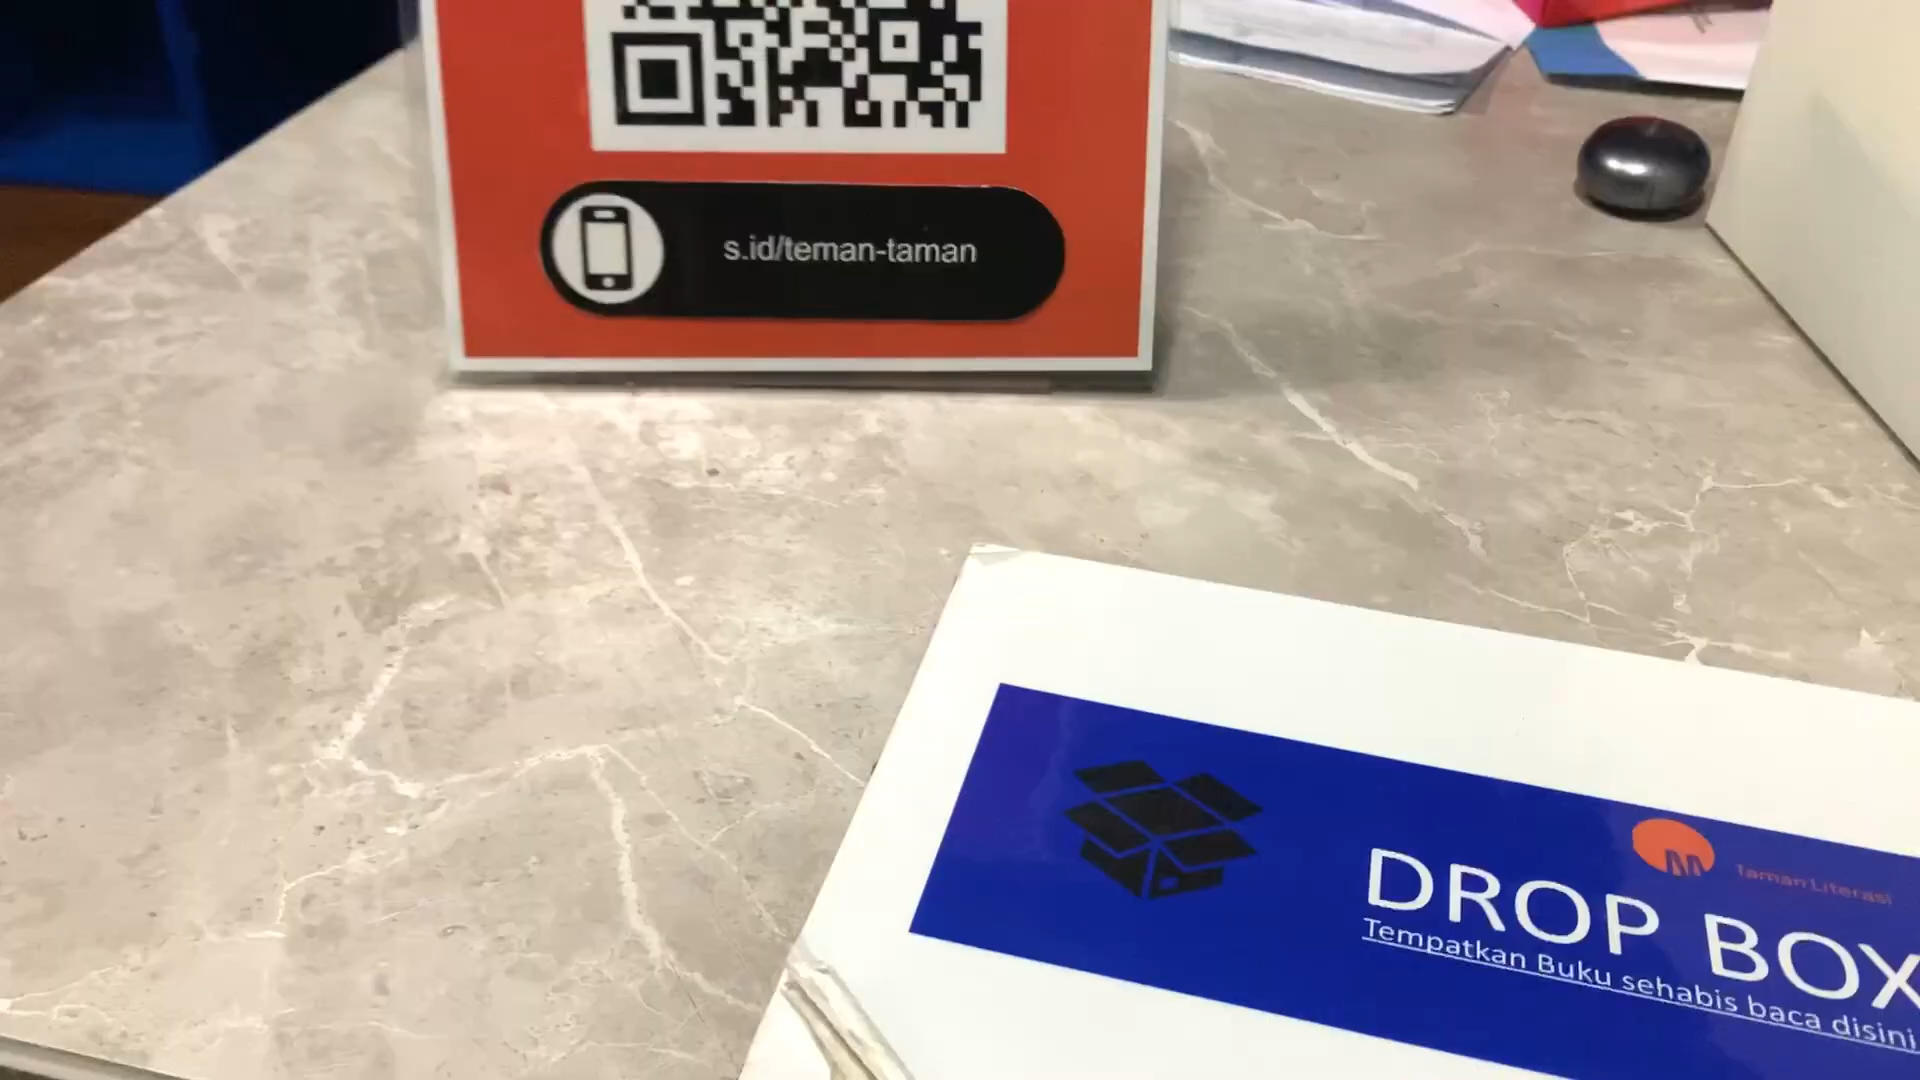 s.id/teman-taman
Taman Literasi
DROP BOX
Tempatkan Buku sehabis baca disini